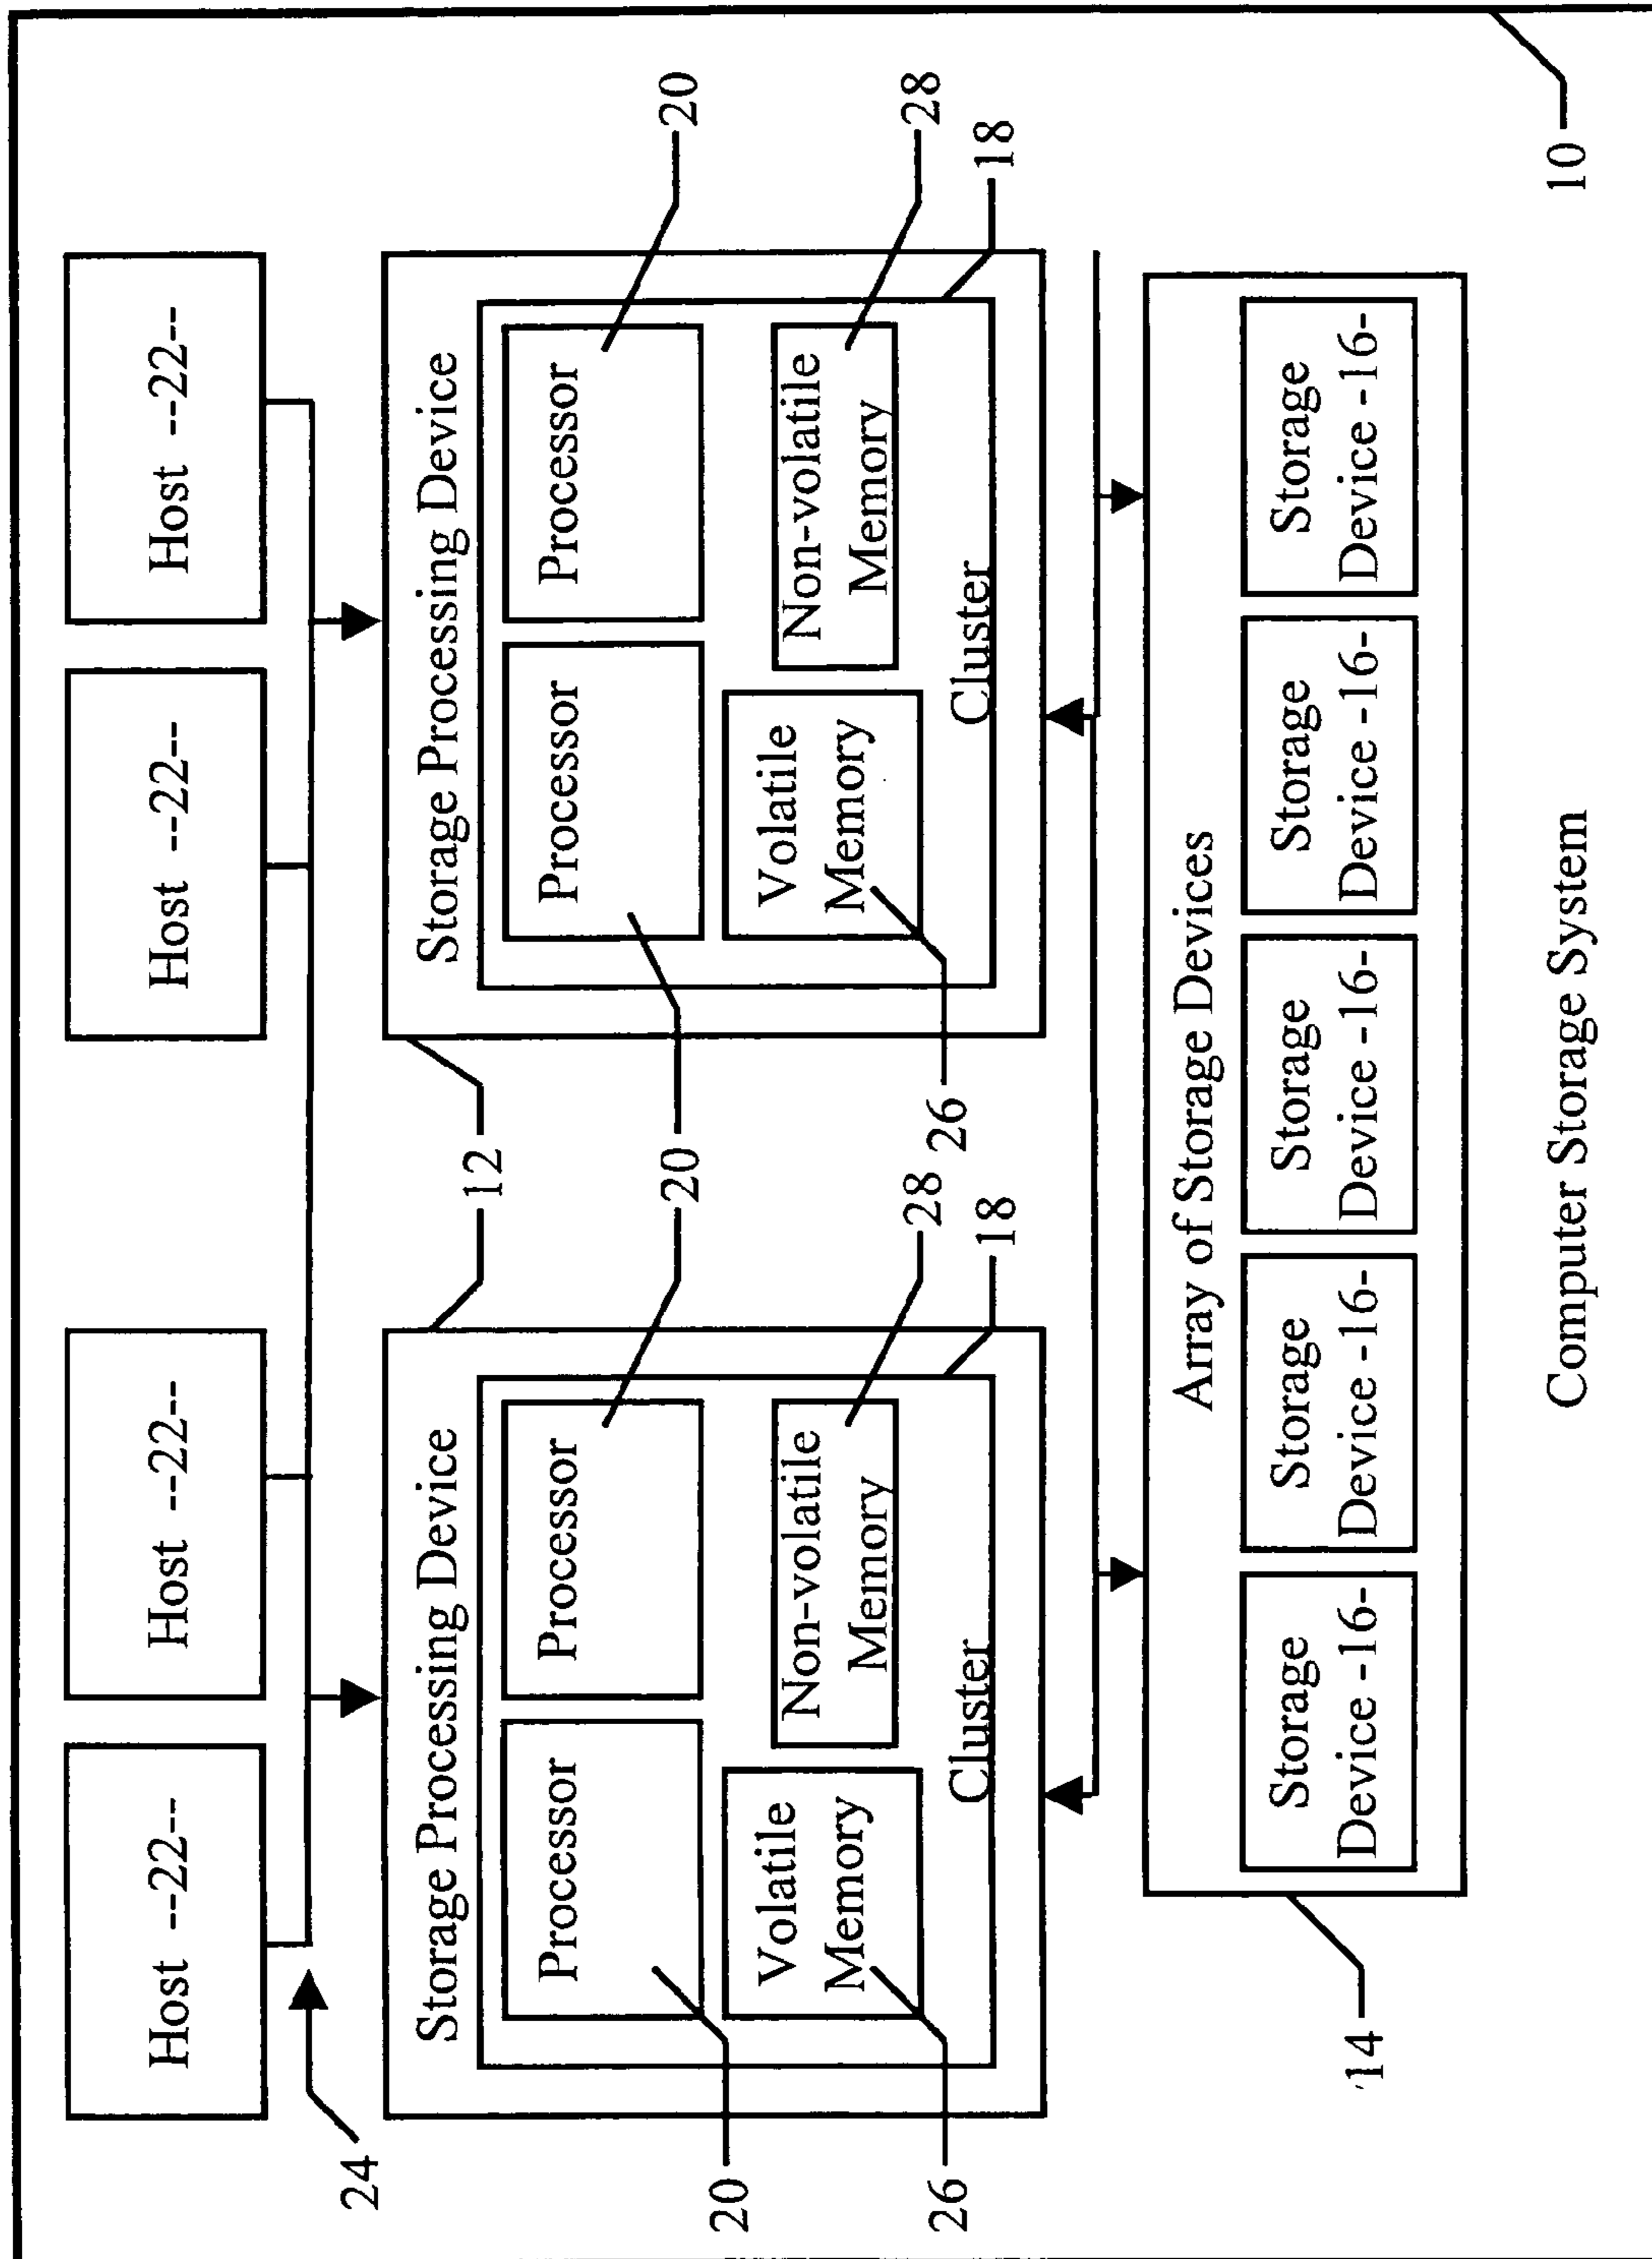 Host --22--
Host --22--
Host --22--
Host --22--
24
12
Storage Processing Device
Storage Processing Device
Processor
Processor
Processor
Processor
20
20
20
Volatile
Memory
Non-volatile
Memory
Volatile
Memory
Non-volatile
Memory
26
28
26
28
Cluster
Cluster
18
18
Array of Storage Devices
Storage
Device -16-
Storage
Device -16-
Storage
Device -16-
Storage
Device -16-
Storage
Device -16-
14
Computer Storage System
10